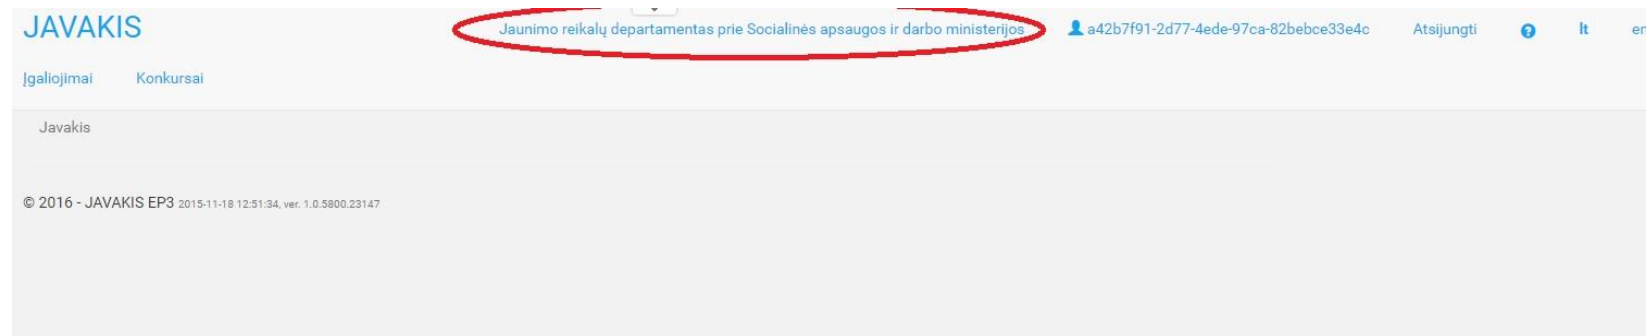 JAVAKIS Jaunimo reikalų departamentas prie Socialinės apsaugos ir darbo ministerijos a42b7f91-2d77-4ede-97ca-82bebce33e4c Atsijungti ? lt en
Įgaliojimai Konkursai
Javakis
© 2016 - JAVAKIS EP3 2015-11-18 12:51:34, ver. 1.0.5800.23147